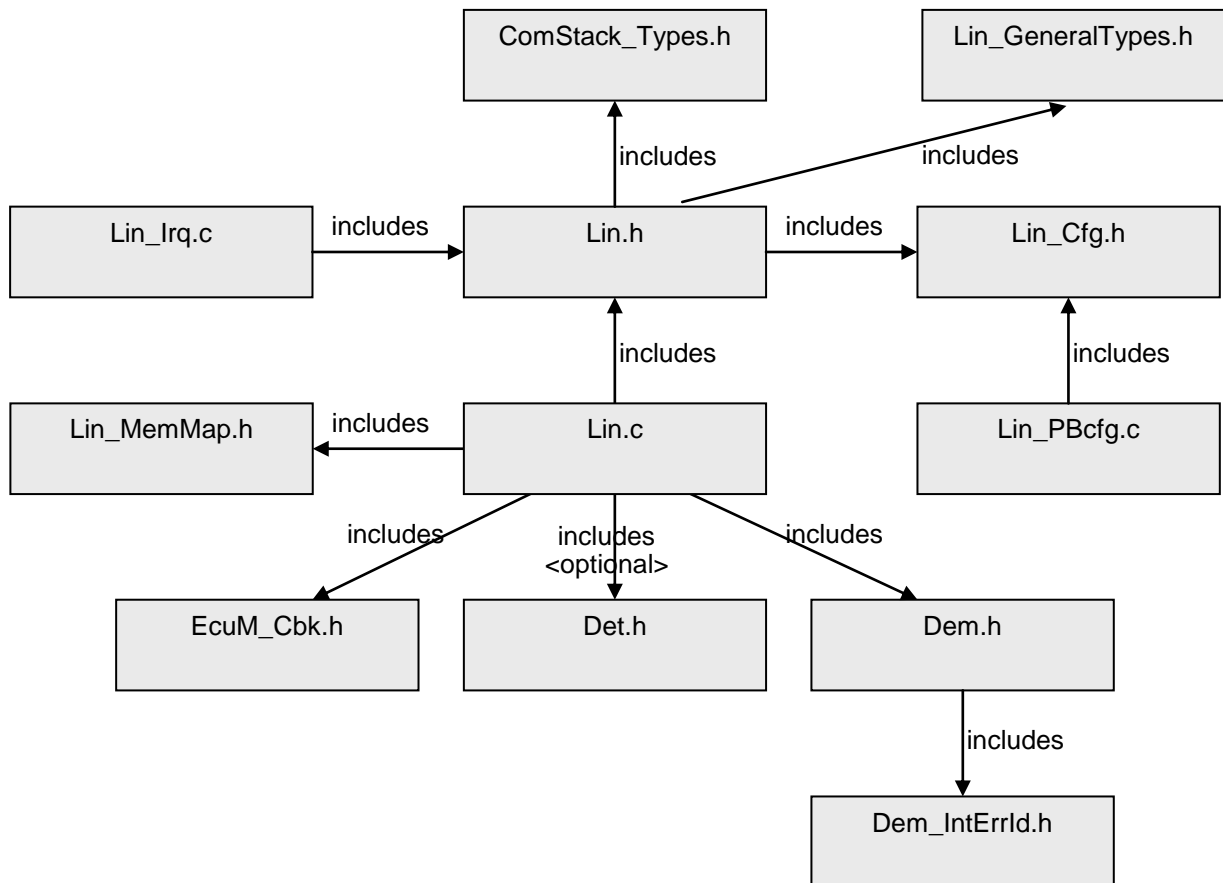 ComStack_Types.h
Lin_GeneralTypes.h
includes
includes
Lin_Irq.c
includes
Lin.h
includes
Lin_Cfg.h
includes
includes
Lin_MemMap.h
includes
Lin.c
Lin_PBcfg.c
includes
includes
<optional>
includes
EcuM_Cbk.h
Det.h
Dem.h
includes
Dem_IntErrId.h